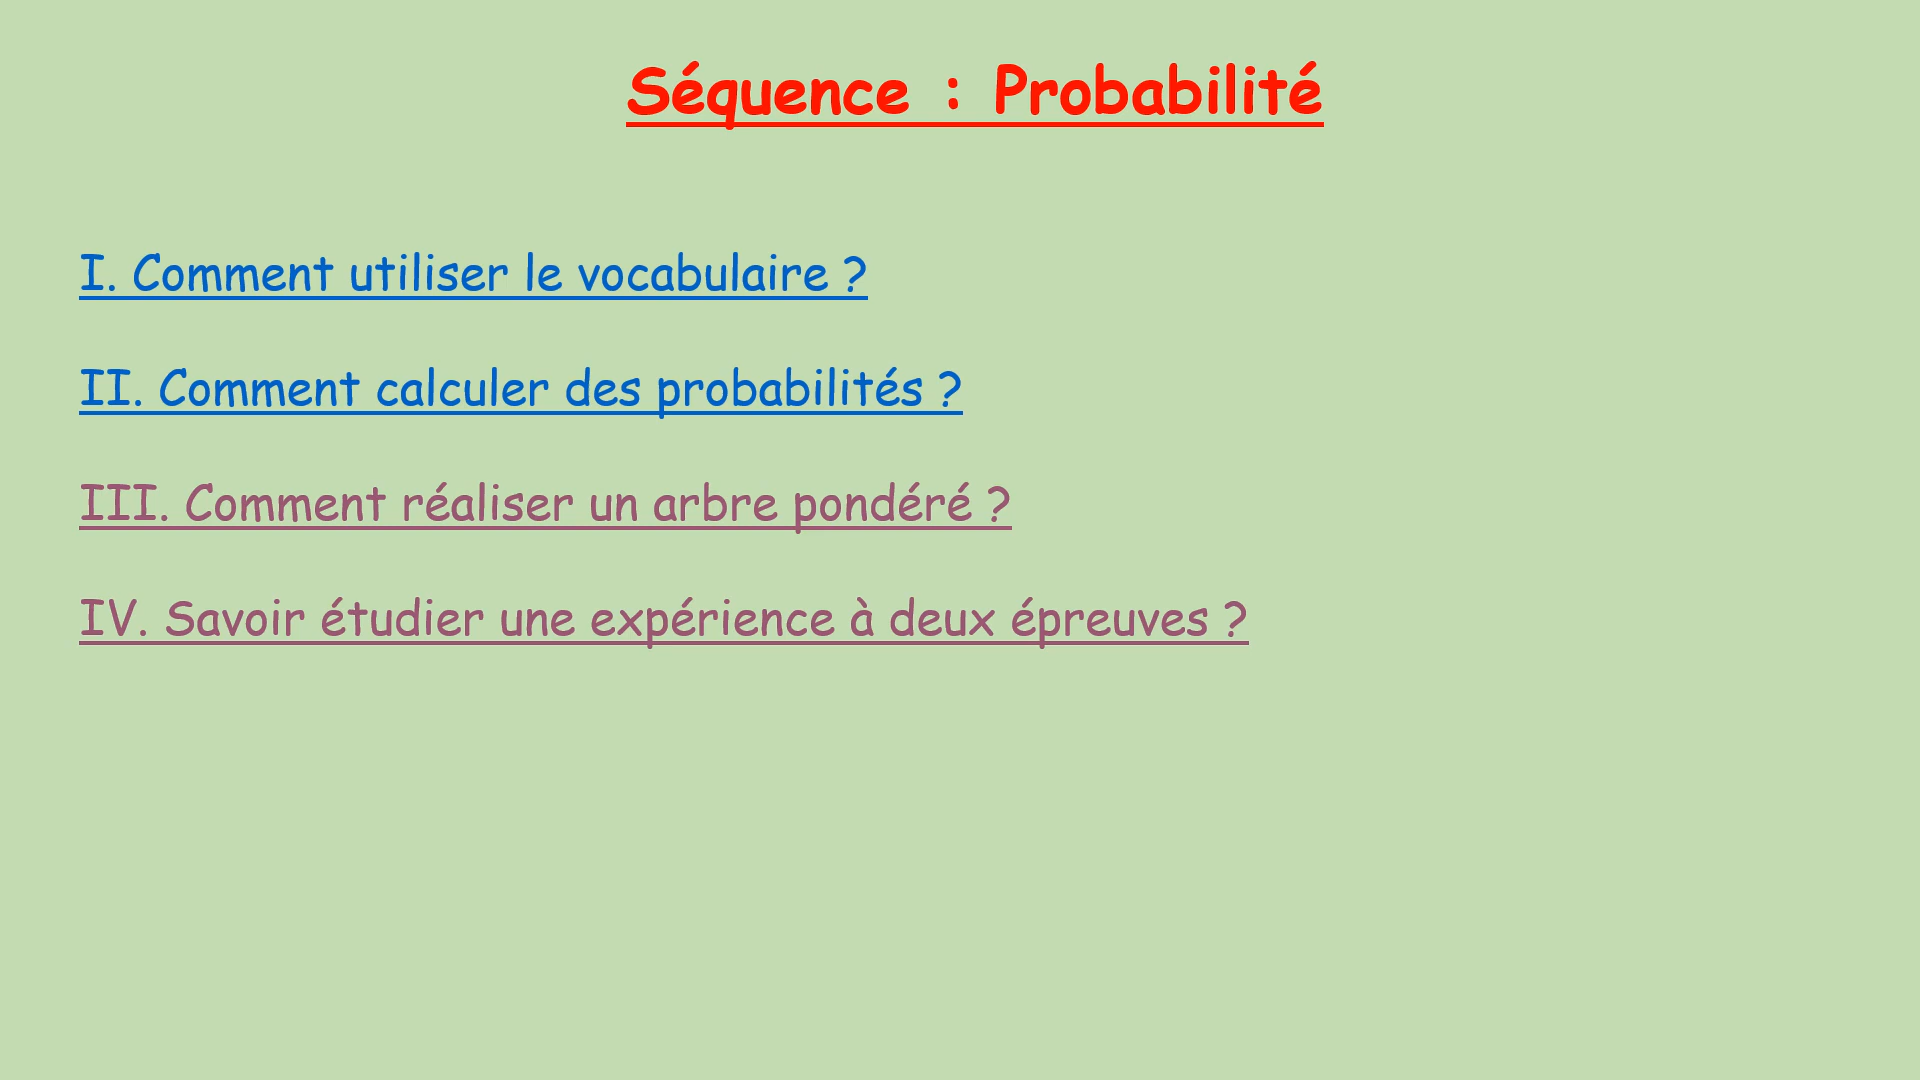 Séquence : Probabilité
I. Comment utiliser le vocabulaire ?
II. Comment calculer des probabilités ?
III. Comment réaliser un arbre pondéré ?
IV. Savoir étudier une expérience à deux épreuves ?